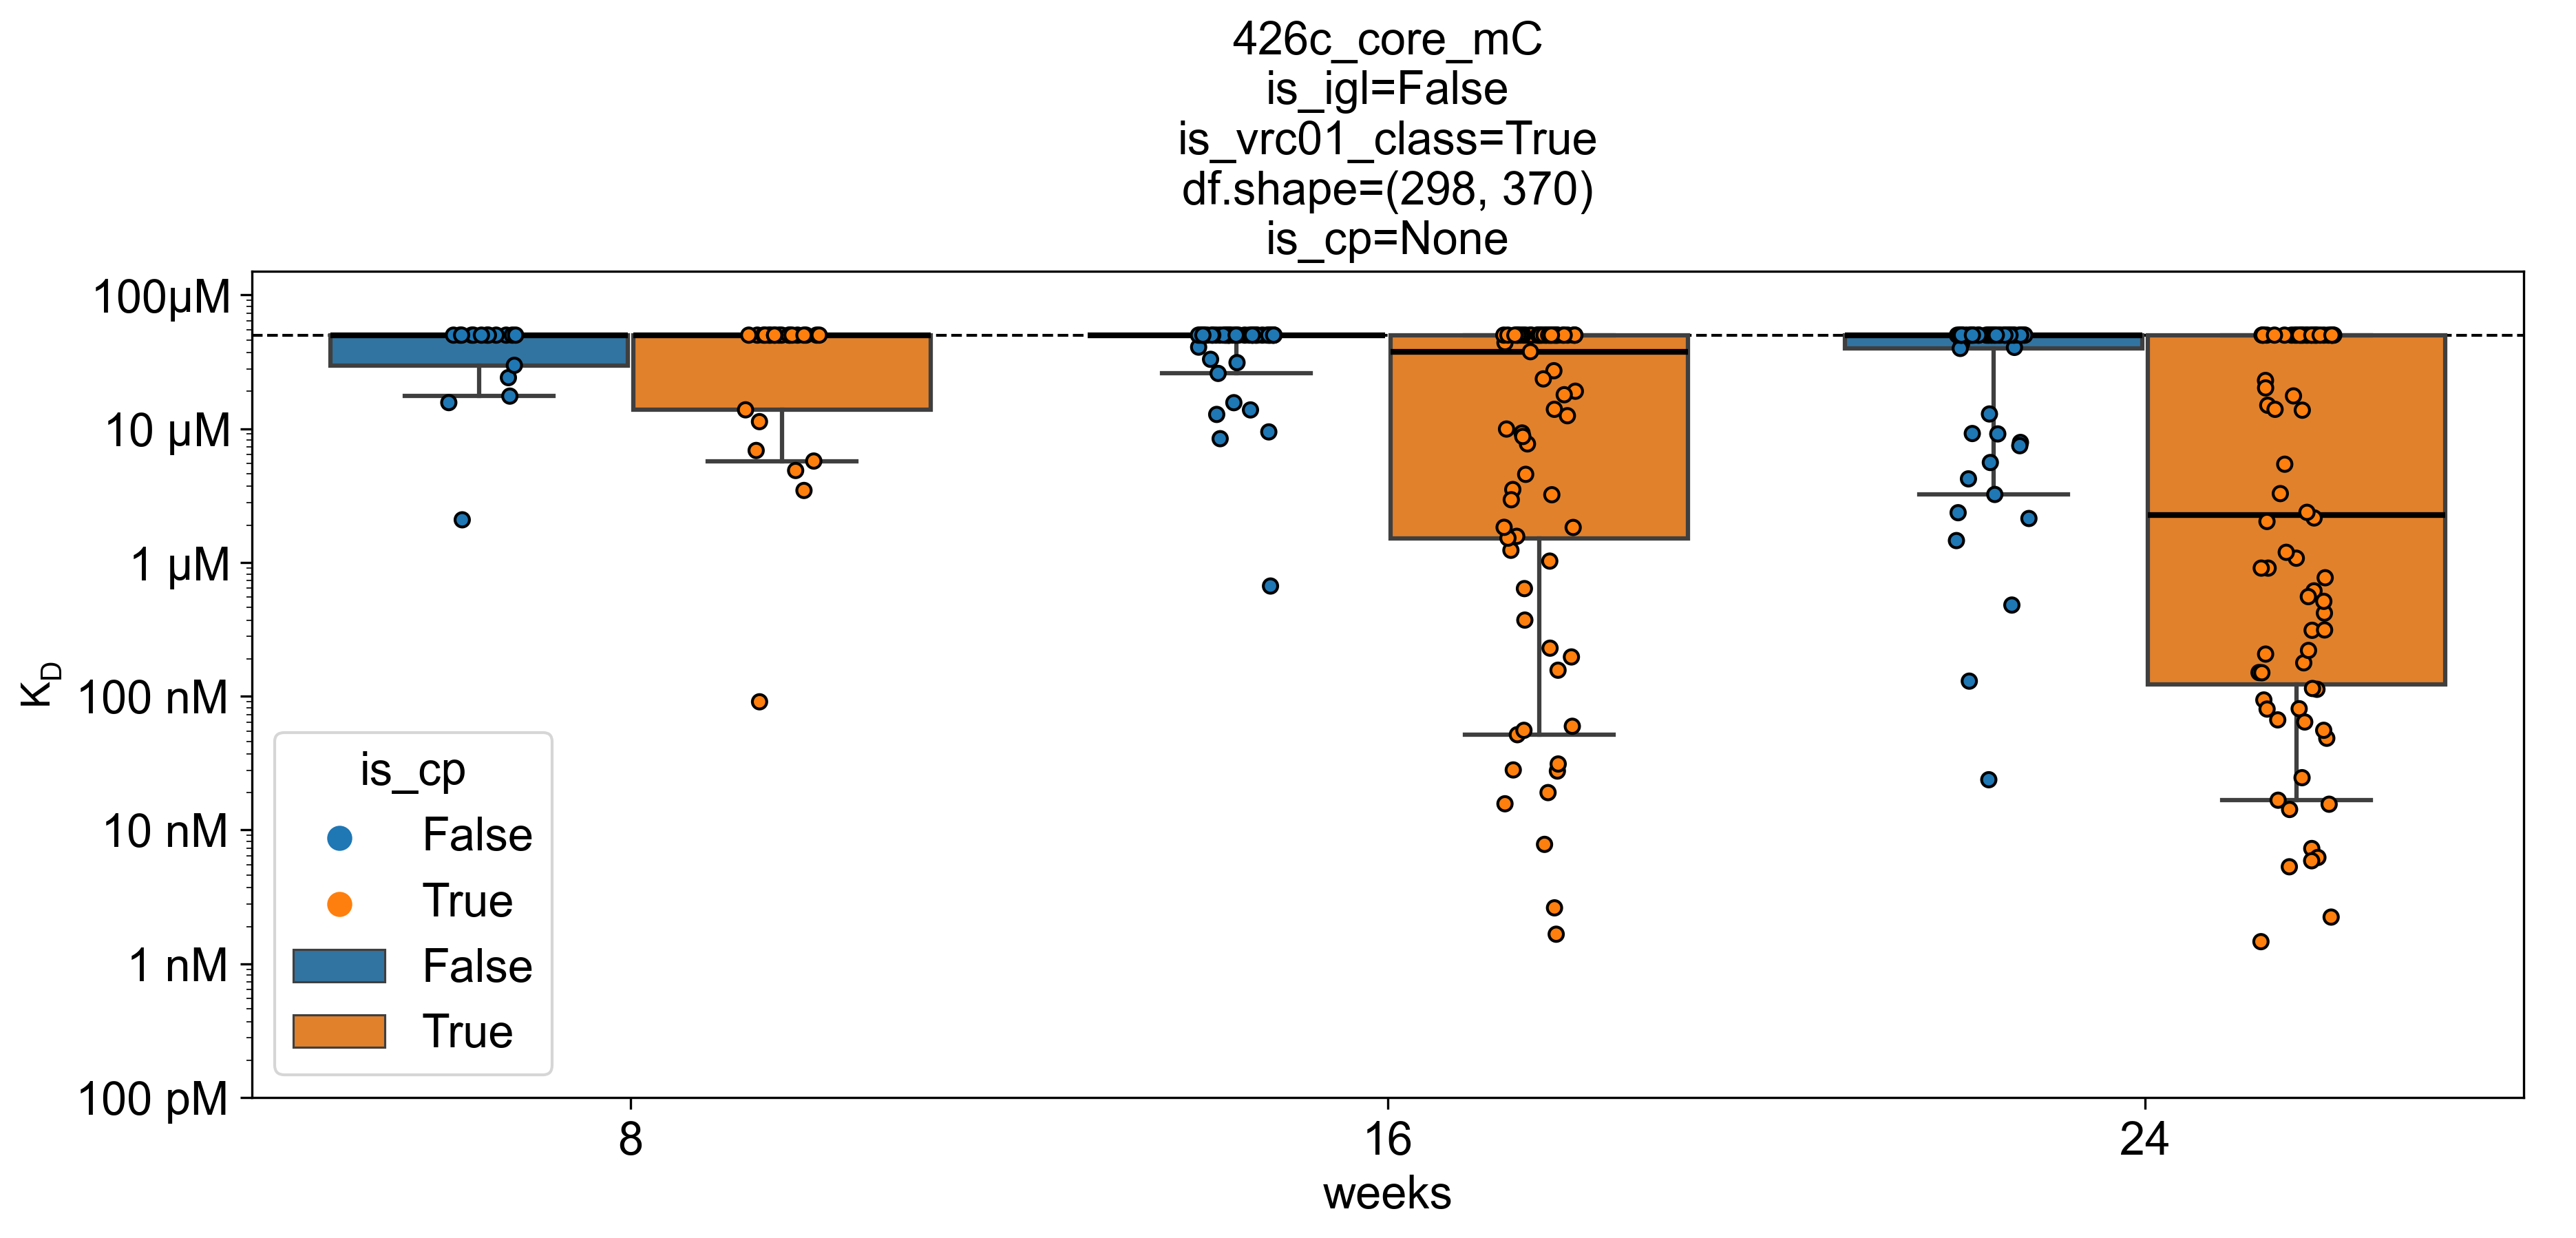 426c_core_mC
is_igl=False
is_vrc01_class=True
df.shape=(298, 370)
is_cp=None
100µM
10 µM
1 µM
100 nM
10 nM
1 nM
100 pM
K_D
is_cp
False
True
False
True
8
16
24
weeks